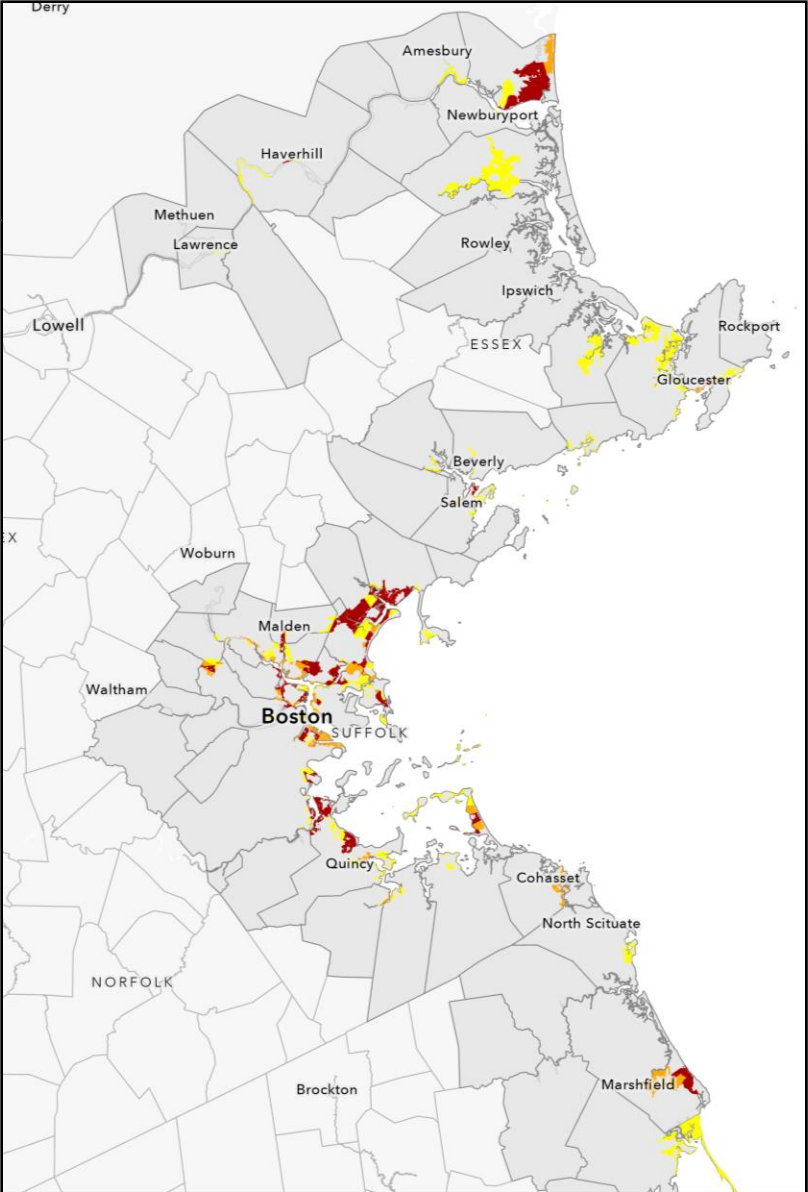 Derry
Amesbury
Newburyport
Haverhill
Methuen
Lawrence
Rowley
Ipswich
Lowell
Rockport
ESSEX
Gloucester
Beverly
Salem
EX
Woburn
Malden
Waltham
Boston
SUFFOLK
Quincy
Cohasset
North Scituate
NORFOLK
Marshfield
Brockton